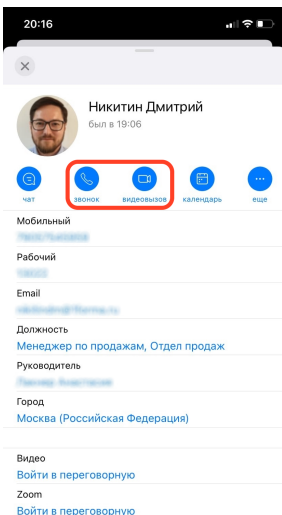 20:16
Никитин Дмитрий
был в 19:06
чат звонок видеовызов календарь еще
Мобильный
Рабочий
Email
Должность
Менеджер по продажам, Отдел продаж
Руководитель
Город
Москва (Российская Федерация)
Видео
Войти в переговорную
Zoom
Войти в переговорную